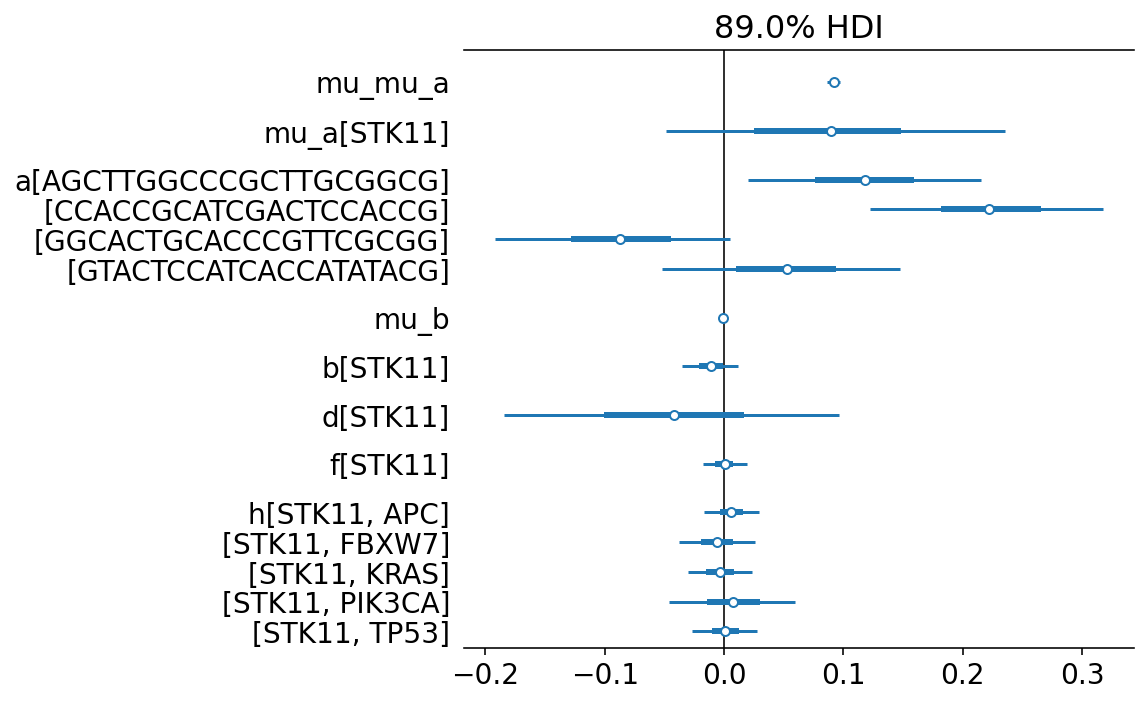 89.0% HDI
mu_mu_a
mu_a[STK11]
a[AGCTTGGCCCGCTTGCGGCG]
[CCACCGCATCGACTCCACCG]
[GGCACTGCACCCGTTCGCGG]
[GTACTCCATCACCATATACG]
mu_b
b[STK11]
d[STK11]
f[STK11]
h[STK11, APC]
[STK11, FBXW7]
[STK11, KRAS]
[STK11, PIK3CA]
[STK11, TP53]
−0.2 −0.1 0.0 0.1 0.2 0.3